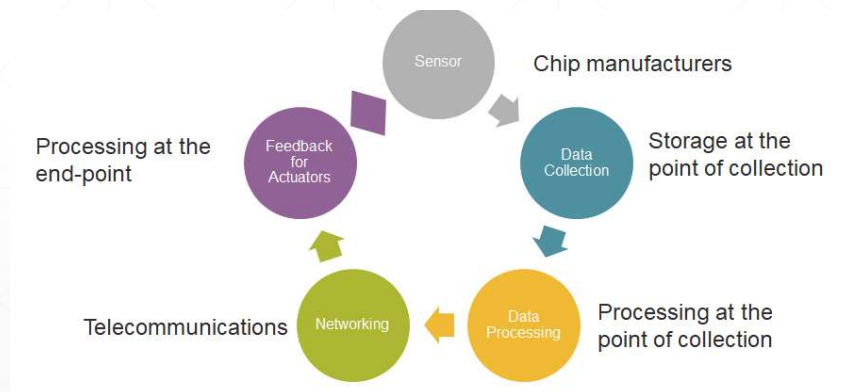 Sensor
Chip manufacturers
Data
Collection
Storage at the
point of collection
Data
Processing
Processing at the
point of collection
Networking
Telecommunications
Feedback
for
Actuators
Processing at the
end-point